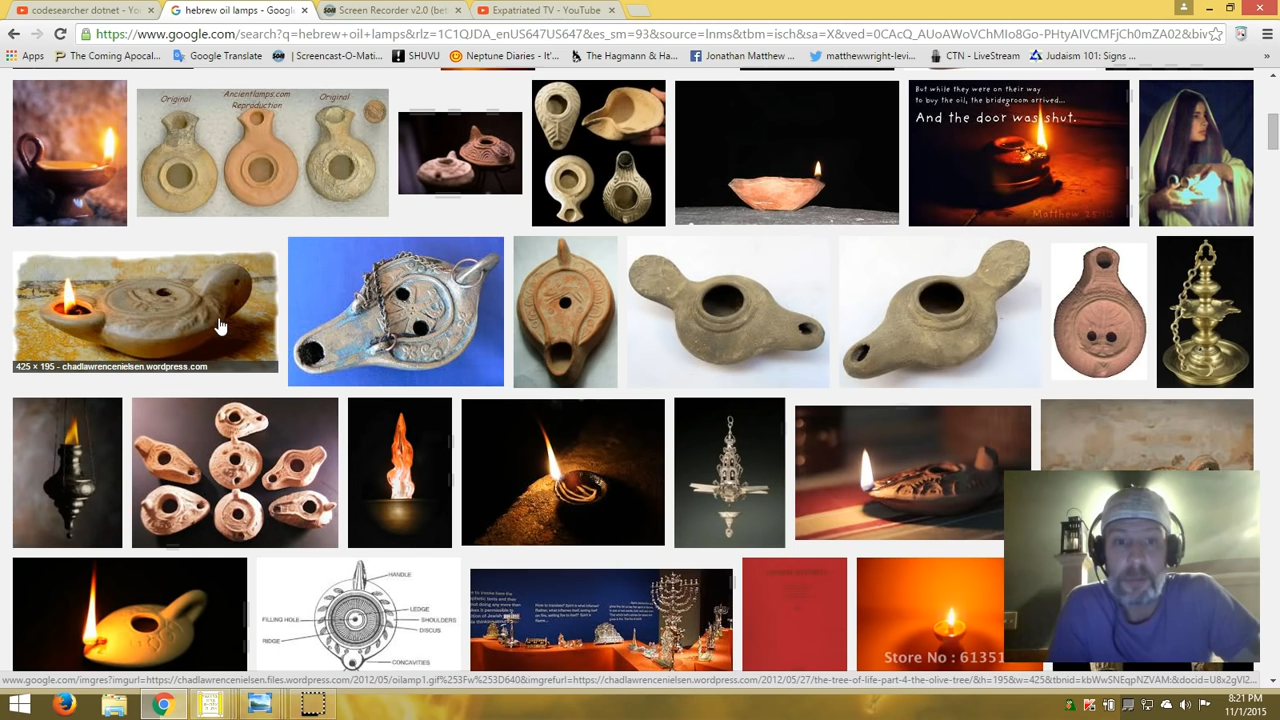 codesearcher dotnet - Yo
hebrew oil lamps - Google
Screen Recorder v2.0 (bet
Expatriated TV - YouTube
https://www.google.com/search?q=hebrew+oil+lamps&rlz=1C1QJDA_enUS647US647&es_sm=93&source=lnms&tbm=isch&sa=X&ved=0CAcQ_AUoAWoVChMIo8Go-PHtyAIVCMFjCh0mZA02&biw
Apps
The Coming Apocal...
Google Translate
Screencast-O-Matic...
SHUVU
Neptune Diaries - It'...
The Hagmann & Ha...
Jonathan Matthew ...
matthewwright-levi...
CTN - LiveStream
Judaism 101: Signs ...
Original
Ancientlamps.com
Reproduction
Original
But while they were on their way
to buy the oil, the bridegroom arrived...
And the door was shut.
425 × 195 - chadlawrencenielsen.wordpress.com
HANDLE
LEDGE
FILLING HOLE
SHOULDERS
DISCUS
RIDGE
CONCAVITIES
Store No : 61351
8:21 PM
11/1/2015